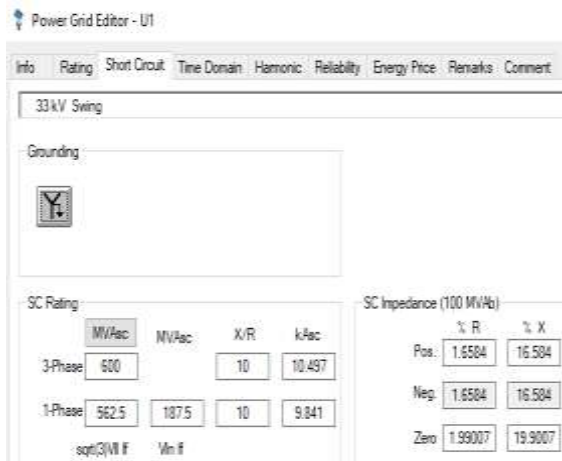 Power Grid Editor - U1
Info Rating Short Circuit Time Domain Harmonic Reliability Energy Price Remarks Comment
33 kV Swing
Grounding
SC Rating
MVAsc MVAsc X/R kAsc
3-Phase 600 10 10.497
1-Phase 562.5 187.5 10 9.841
sqrt(3)Vll If Vln If
SC Impedance (100 MVAb)
% R % X
Pos. 1.6584 16.584
Neg. 1.6584 16.584
Zero 1.99007 19.9007